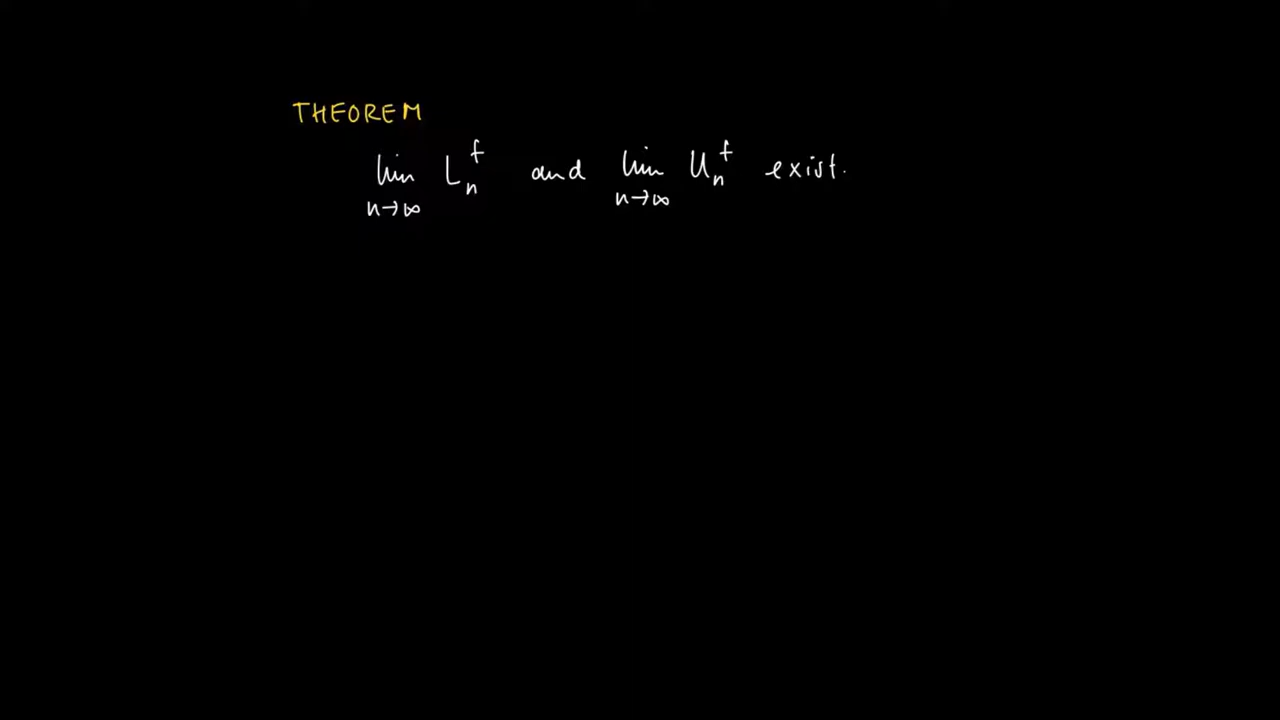 THEOREM
lim L_n^f and lim U_n^f exist.
n→∞ n→∞